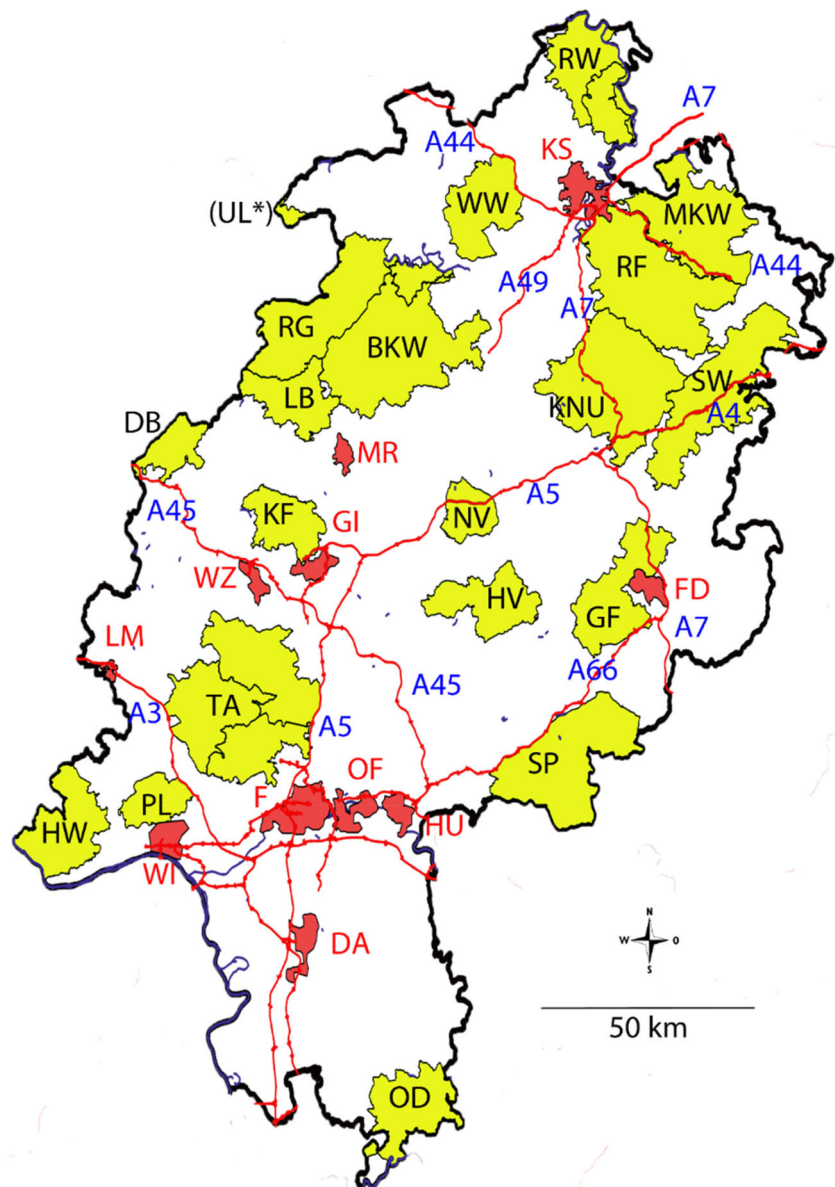 RW
A7
A44
KS
WW
(UL*)
MKW
RF
A44
A49
A7
RG
BKW
LB
SW
KNU
A4
DB
MR
A45
A5
KF
GI
NV
WZ
HV
FD
GF
LM
A7
A66
A45
TA
A3
A5
SP
OF
PL
F
HW
HU
WI
N
W O
S
DA
50 km
OD